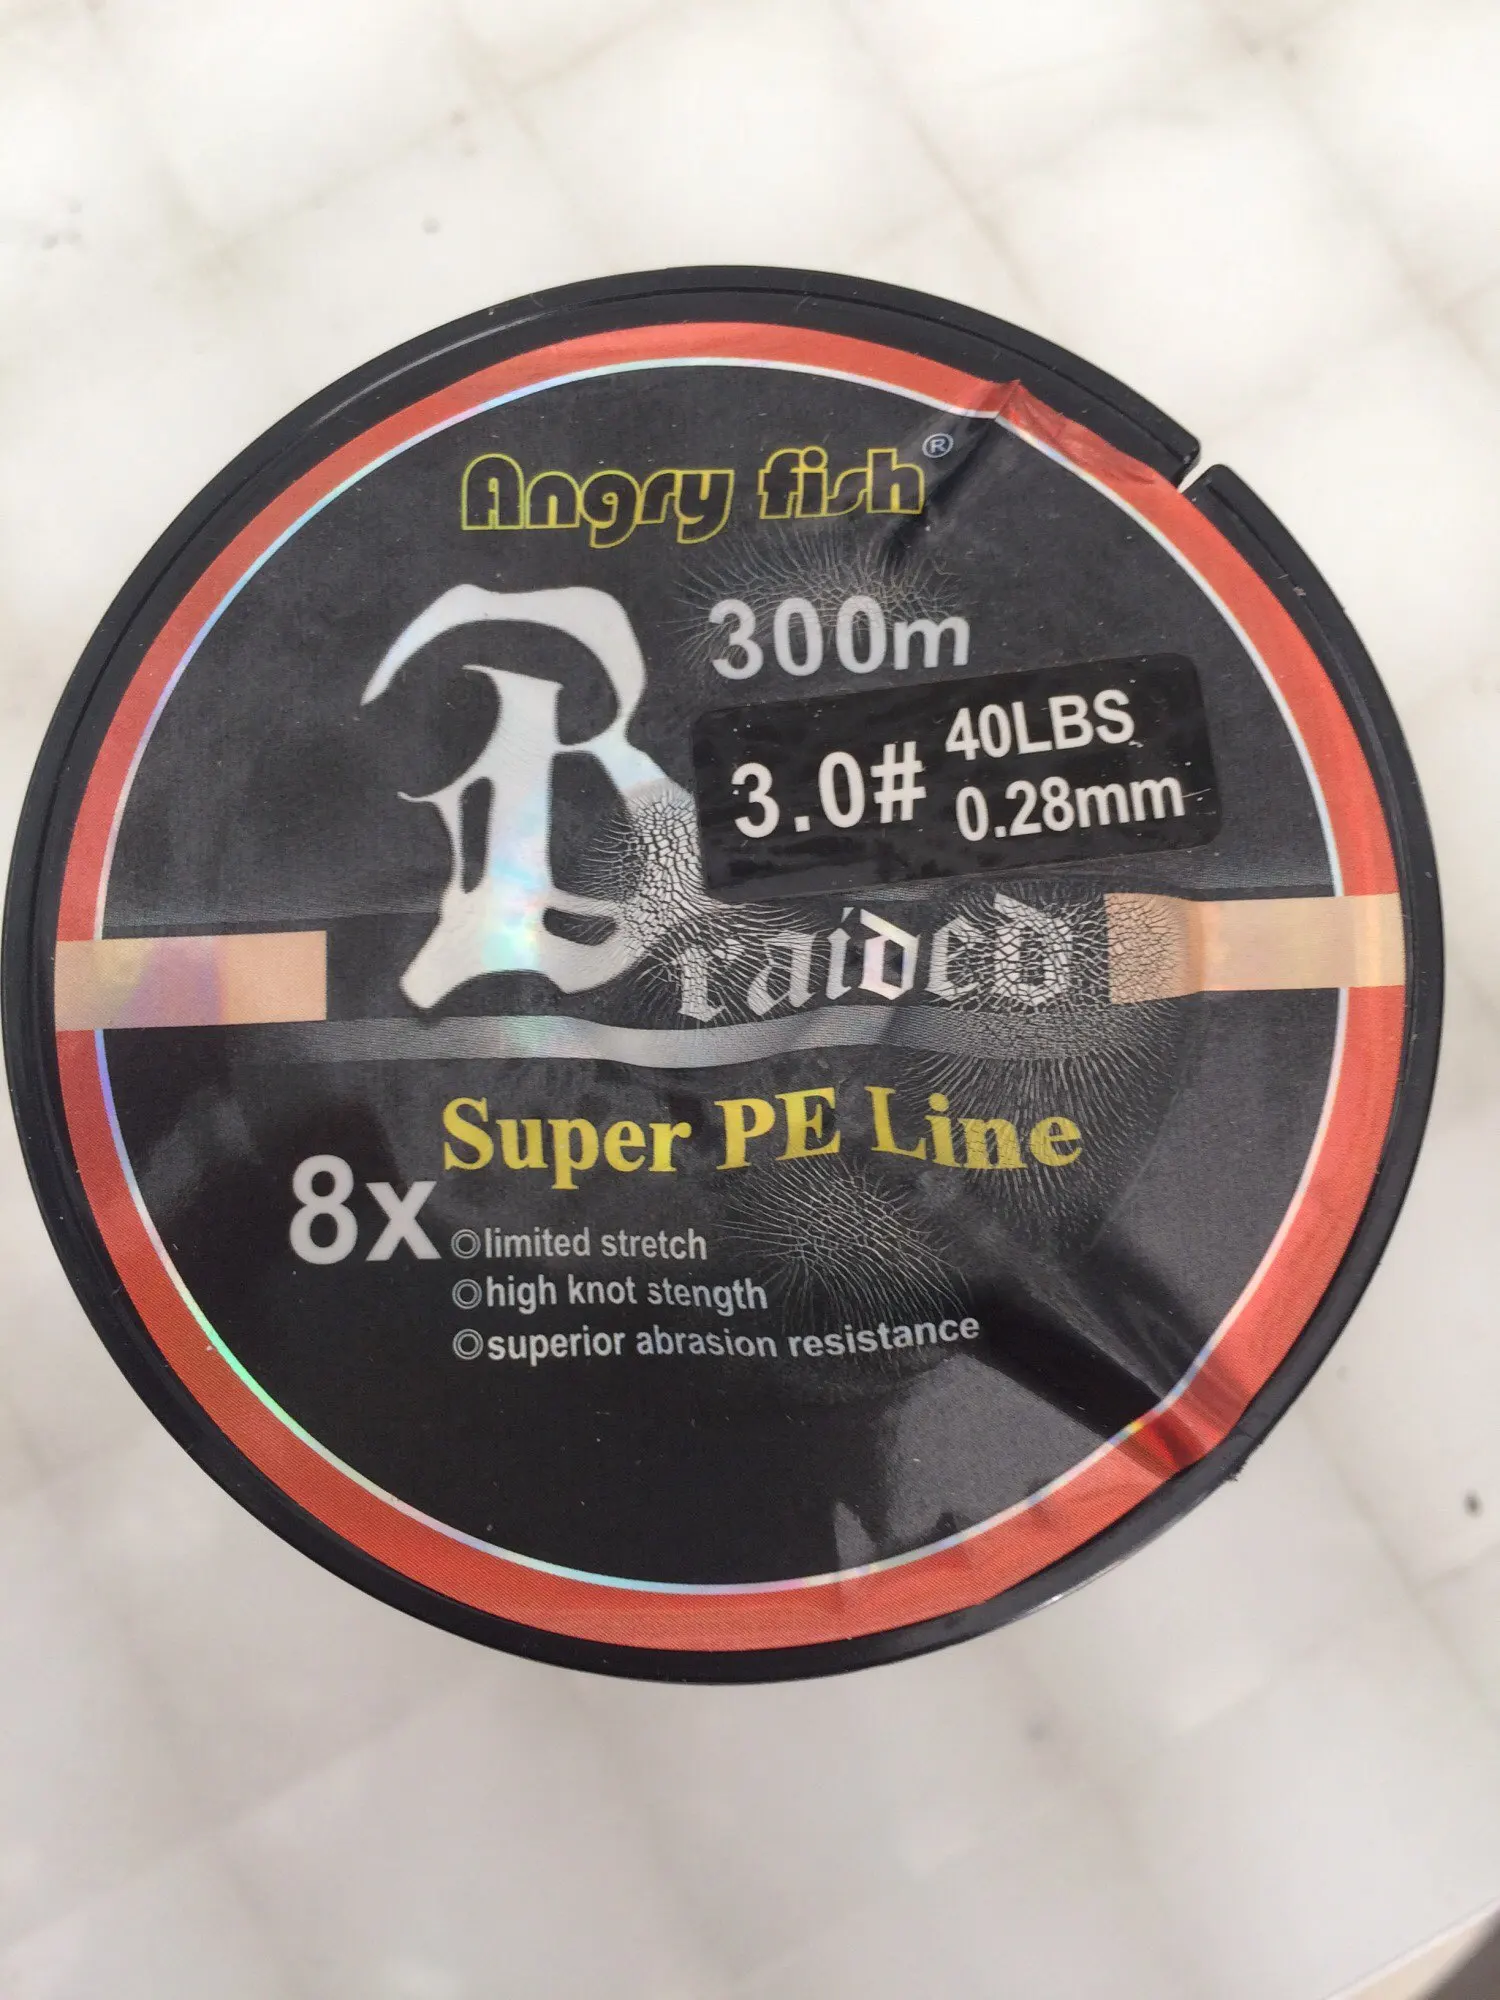 Angry fish®
300m
3.0# 40LBS
0.28mm
Braided
Super PE Line
8x
◎limited stretch
◎high knot stength
◎superior abrasion resistance